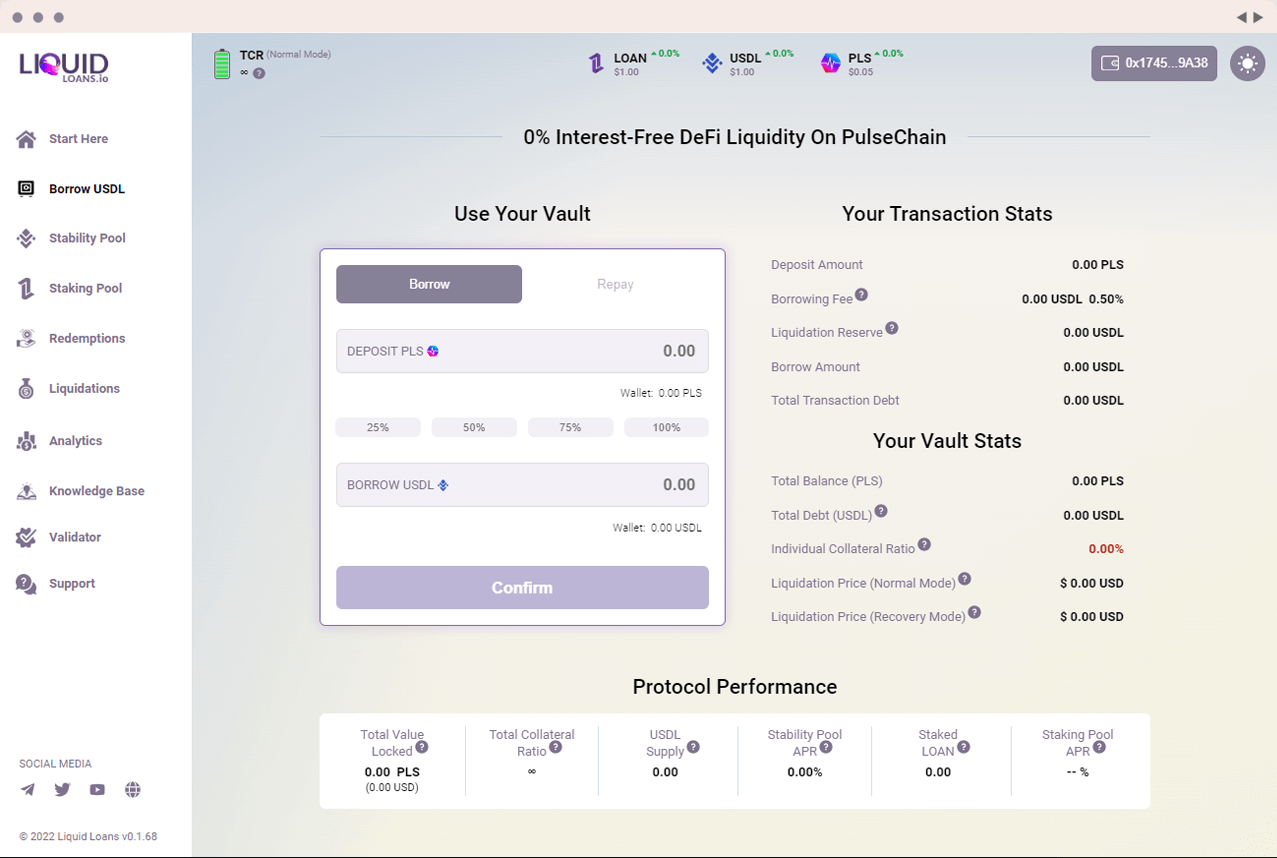 LIQUID
LOANS.io
Start Here
Borrow USDL
Stability Pool
Staking Pool
Redemptions
Liquidations
Analytics
Knowledge Base
Validator
Support
SOCIAL MEDIA
© 2022 Liquid Loans v0.1.68
TCR (Normal Mode)
∞ ?
LOAN 0.0%
$1.00
USDL 0.0%
$1.00
PLS 0.0%
$0.05
0x1745...9A38
0% Interest-Free DeFi Liquidity On PulseChain
Use Your Vault
Borrow Repay
DEPOSIT PLS 0.00
Wallet: 0.00 PLS
25% 50% 75% 100%
BORROW USDL 0.00
Wallet: 0.00 USDL
Confirm
Your Transaction Stats
Deposit Amount 0.00 PLS
Borrowing Fee ? 0.00 USDL 0.50%
Liquidation Reserve ? 0.00 USDL
Borrow Amount 0.00 USDL
Total Transaction Debt 0.00 USDL
Your Vault Stats
Total Balance (PLS) 0.00 PLS
Total Debt (USDL) ? 0.00 USDL
Individual Collateral Ratio ? 0.00%
Liquidation Price (Normal Mode) ? $ 0.00 USD
Liquidation Price (Recovery Mode) ? $ 0.00 USD
Protocol Performance
Total Value
Locked ?
0.00 PLS
(0.00 USD)
Total Collateral
Ratio ?
∞
USDL
Supply ?
0.00
Stability Pool
APR ?
0.00%
Staked
LOAN ?
0.00
Staking Pool
APR ?
-- %